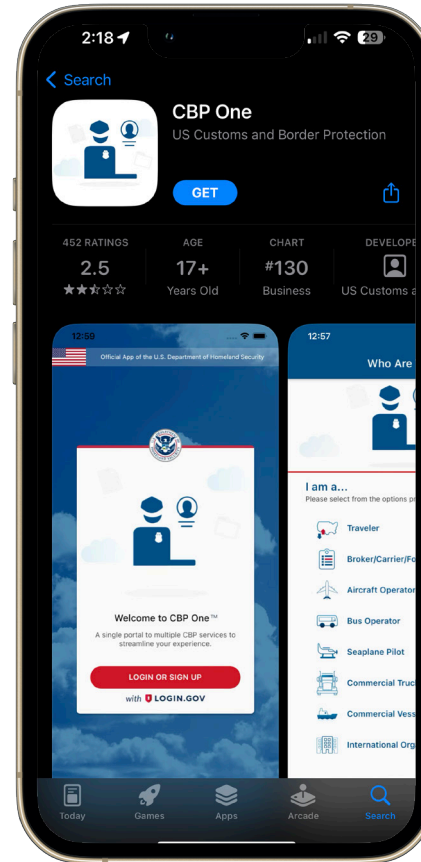 2:18
29
Search
CBP One
US Customs and Border Protection
GET
452 RATINGS
2.5
AGE
17+
Years Old
CHART
#130
Business
DEVELOPE
US Customs a
12:59
Official App of the U.S. Department of Homeland Security
Welcome to CBP One™
A single portal to multiple CBP services to
streamline your experience.
LOGIN OR SIGN UP
with LOGIN.GOV
12:57
Who Are
I am a...
Please select from the options pr
Traveler
Broker/Carrier/Fo
Aircraft Operator
Bus Operator
Seaplane Pilot
Commercial Truc
Commercial Vess
International Orga
Today
Games
Apps
Arcade
Search